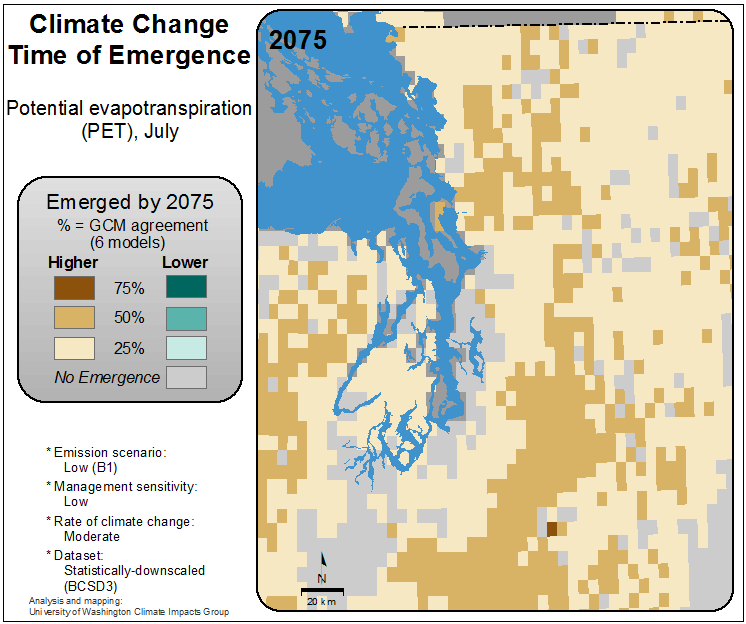 Climate Change
Time of Emergence
Potential evapotranspiration
(PET), July
Emerged by 2075
% = GCM agreement
(6 models)
Higher Lower
75%
50%
25%
No Emergence
* Emission scenario:
Low (B1)
* Management sensitivity:
Low
* Rate of climate change:
Moderate
* Dataset:
Statistically-downscaled
(BCSD3)
Analysis and mapping:
University of Washington Climate Impacts Group
2075
N
20 km